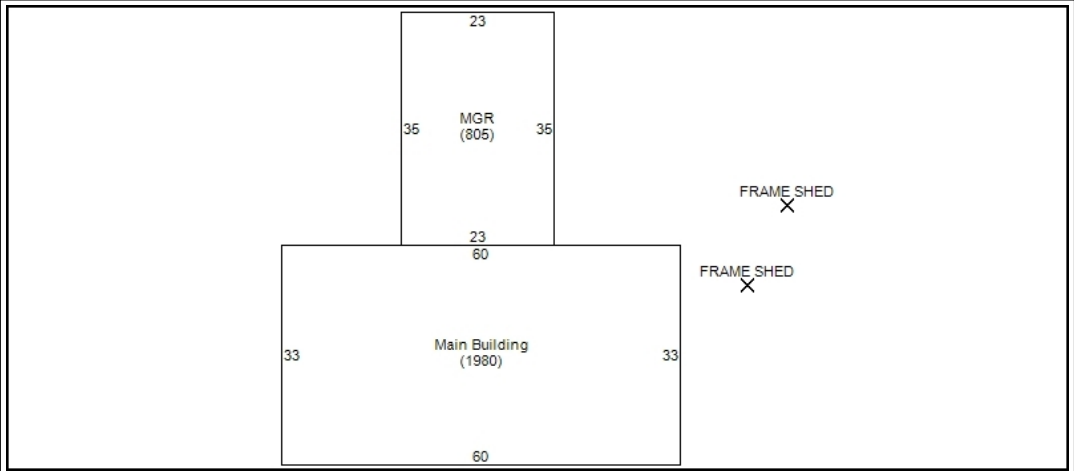 23
MGR
(805)
35
35
FRAME SHED
23
60
FRAME SHED
Main Building
(1980)
33
33
60